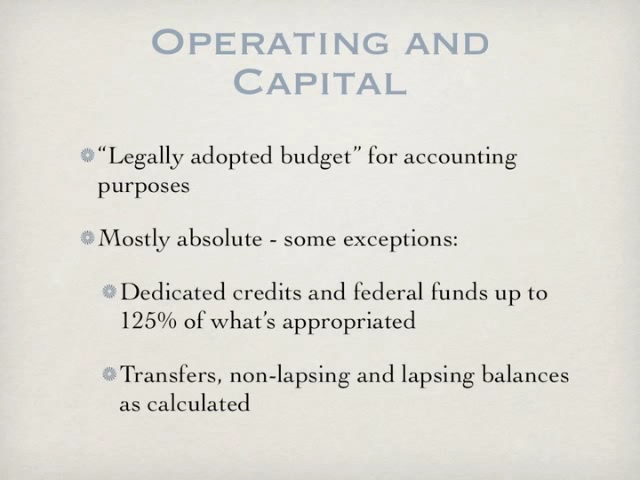 Operating and
Capital
“Legally adopted budget” for accounting
purposes
Mostly absolute - some exceptions:
Dedicated credits and federal funds up to
125% of what’s appropriated
Transfers, non-lapsing and lapsing balances
as calculated